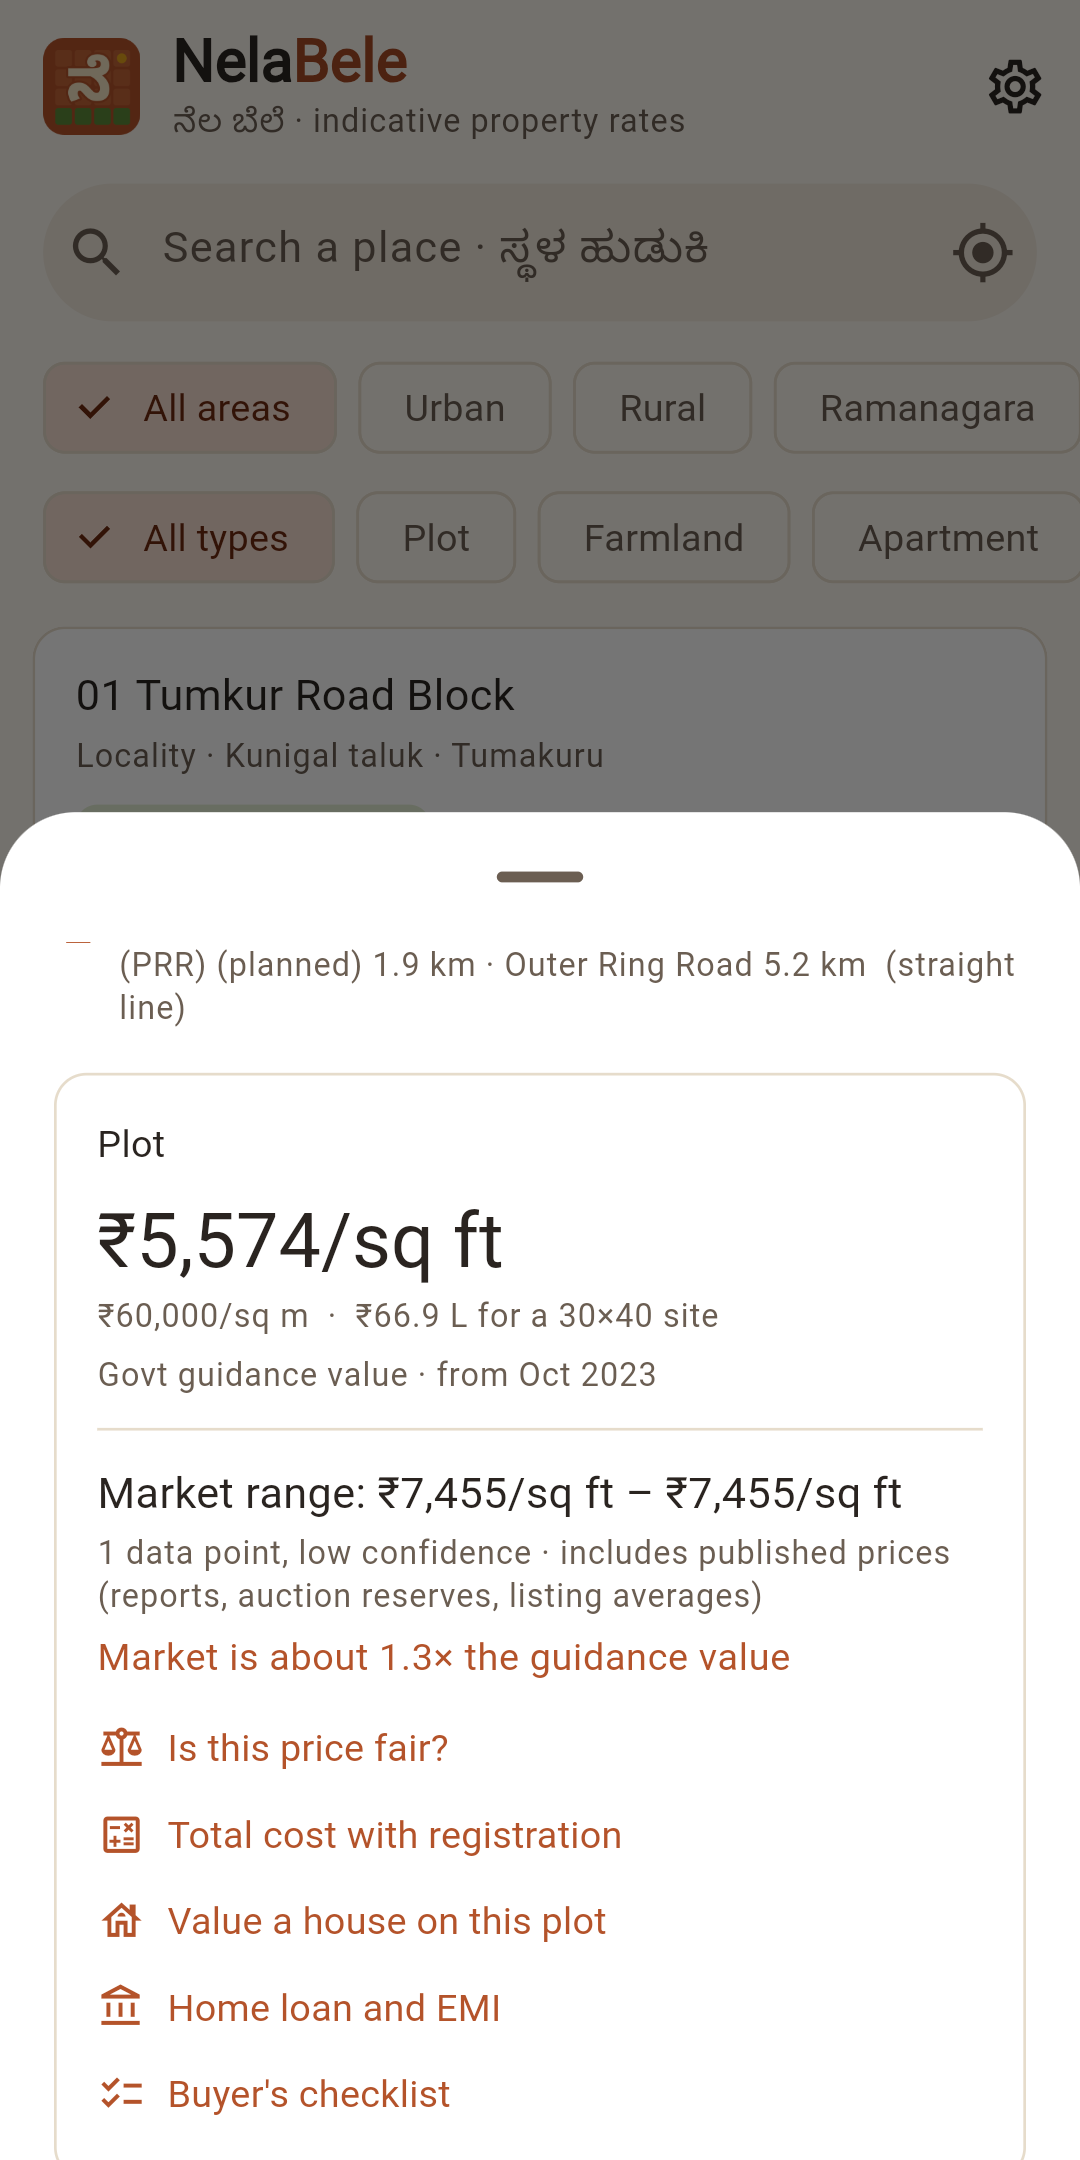 ನೆ
NelaBele
ನೆಲ ಬೆಲೆ · indicative property rates
Search a place · ಸ್ಥಳ ಹುಡುಕಿ
All areas Urban Rural Ramanagara
All types Plot Farmland Apartment
01 Tumkur Road Block
Locality · Kunigal taluk · Tumakuru
(PRR) (planned) 1.9 km · Outer Ring Road 5.2 km (straight
line)
Plot
₹5,574/sq ft
₹60,000/sq m · ₹66.9 L for a 30×40 site
Govt guidance value · from Oct 2023
Market range: ₹7,455/sq ft – ₹7,455/sq ft
1 data point, low confidence · includes published prices
(reports, auction reserves, listing averages)
Market is about 1.3× the guidance value
Is this price fair?
Total cost with registration
Value a house on this plot
Home loan and EMI
Buyer's checklist